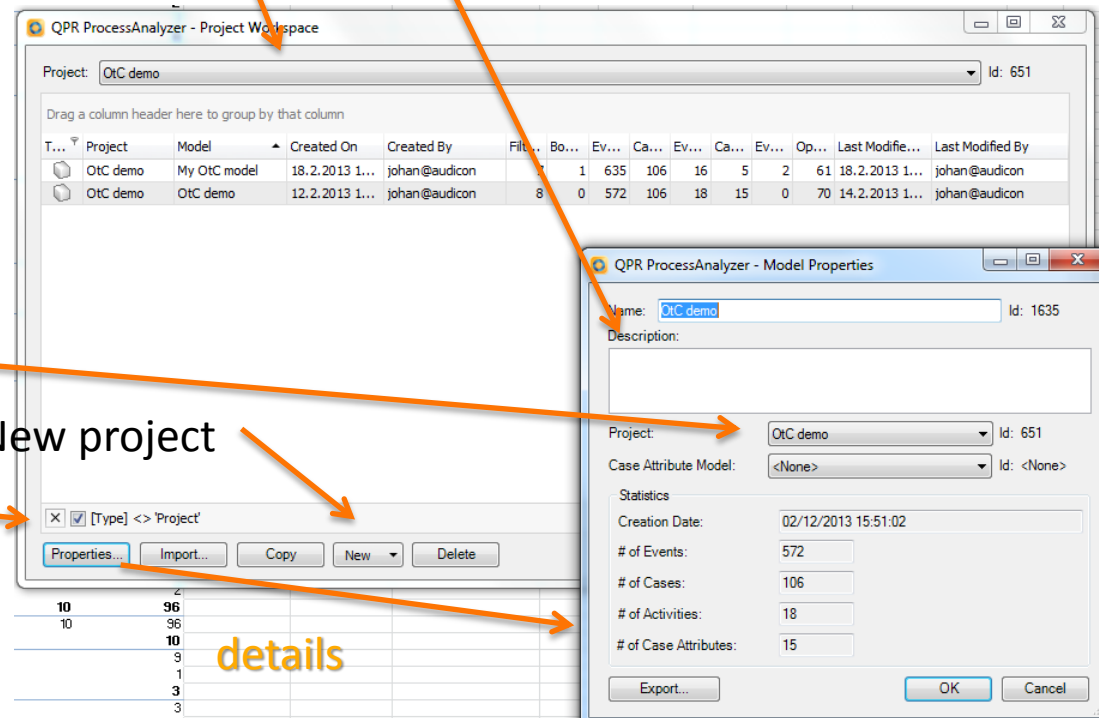 QPR ProcessAnalyzer - Project Workspace
Project: OtC demo Id: 651
Drag a column header here to group by that column
T... Project Model Created On Created By Filt... Bo... Ev... Ca... Ev... Ca... Ev... Op... Last Modifie... Last Modified By
OtC demo My OtC model 18.2.2013 1... johan@audicon 1 635 106 16 5 2 61 18.2.2013 1... johan@audicon
OtC demo OtC demo 12.2.2013 1... johan@audicon 8 0 572 106 18 15 0 70 14.2.2013 1... johan@audicon
QPR ProcessAnalyzer - Model Properties
Name: OtC demo Id: 1635
Description:
Project: OtC demo Id: 651
New project
Case Attribute Model: <None> Id: <None>
Statistics
[Type] <> 'Project'
Creation Date: 02/12/2013 15:51:02
Properties... Import... Copy New Delete
# of Events: 572
# of Cases: 106
# of Activities: 18
# of Case Attributes: 15
Export... OK Cancel
2
10 96
10 96
10
9
1
3
3
details